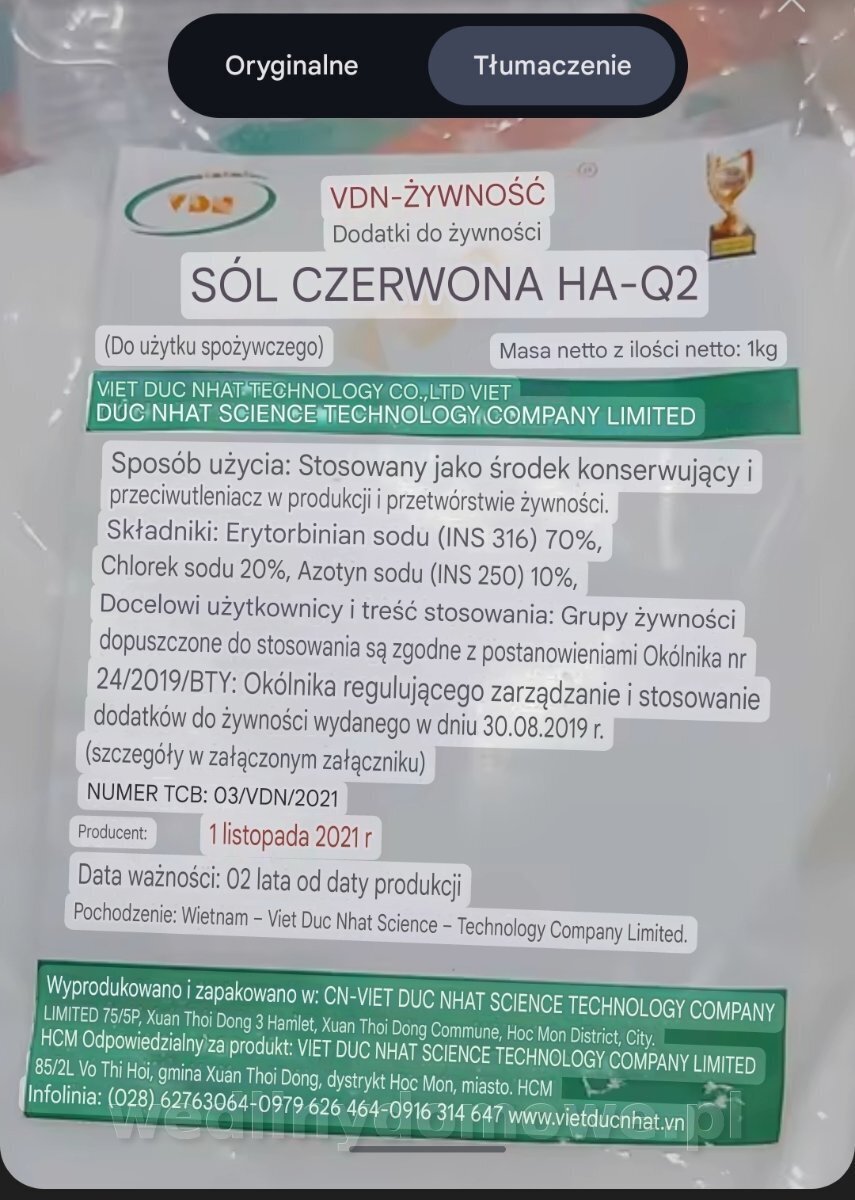 Oryginalne
Tłumaczenie
VDN
VDN-ŻYWNOŚĆ
Dodatki do żywności
SÓL CZERWONA HA-Q2
(Do użytku spożywczego)
Masa netto z ilości netto: 1kg
VIET DUC NHAT TECHNOLOGY CO.,LTD VIET
DUC NHAT SCIENCE TECHNOLOGY COMPANY LIMITED
Sposób użycia: Stosowany jako środek konserwujący i
przeciwutleniacz w produkcji i przetwórstwie żywności.
Składniki: Erytorbinian sodu (INS 316) 70%,
Chlorek sodu 20%, Azotyn sodu (INS 250) 10%,
Docelowi użytkownicy i treść stosowania: Grupy żywności
dopuszczone do stosowania są zgodne z postanowieniami Okólnika nr
24/2019/BTY: Okólnika regulującego zarządzanie i stosowanie
dodatków do żywności wydanego w dniu 30.08.2019 r.
(szczegóły w załączonym załączniku)
NUMER TCB: 03/VDN/2021
Producent: 1 listopada 2021 r
Data ważności: 02 lata od daty produkcji
Pochodzenie: Wietnam – Viet Duc Nhat Science – Technology Company Limited.
Wyprodukowano i zapakowano w: CN-VIET DUC NHAT SCIENCE TECHNOLOGY COMPANY
LIMITED 75/5P, Xuan Thoi Dong 3 Hamlet, Xuan Thoi Dong Commune, Hoc Mon District, City.
HCM Odpowiedzialny za produkt: VIET DUC NHAT SCIENCE TECHNOLOGY COMPANY LIMITED
85/2L Vo Thi Hoi, gmina Xuan Thoi Dong, dystrykt Hoc Mon, miasto. HCM
Infolinia: (028) 62763064-0979 626 464-0916 314 647 www.vietducnhat.vn
wedlinydomowe.pl